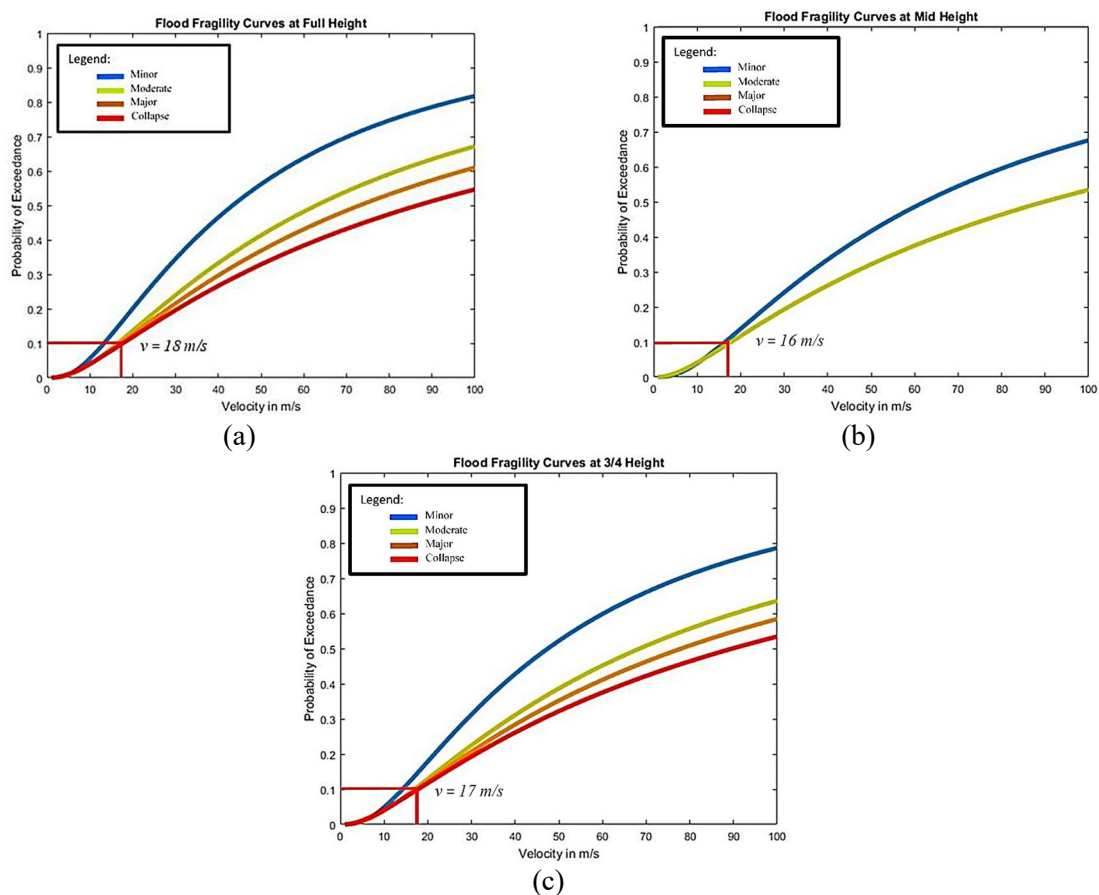 Flood Fragility Curves at Full Height
1
0.9
0.8
0.7
0.6
0.5
0.4
0.3
0.2
0.1
0
Probability of Exceedance
Legend:
Minor
Moderate
Major
Collapse
v = 18 m/s
0 10 20 30 40 50 60 70 80 90 100
Velocity in m/s
(a)
Flood Fragility Curves at Mid Height
1
0.9
0.8
0.7
0.6
0.5
0.4
0.3
0.2
0.1
0
Probability of Exceedance
Legend:
Minor
Moderate
Major
Collapse
v = 16 m/s
0 10 20 30 40 50 60 70 80 90 100
Velocity in m/s
(b)
Flood Fragility Curves at 3/4 Height
1
0.9
0.8
0.7
0.6
0.5
0.4
0.3
0.2
0.1
0
Probability of Exceedance
Legend:
Minor
Moderate
Major
Collapse
v = 17 m/s
0 10 20 30 40 50 60 70 80 90 100
Velocity in m/s
(c)